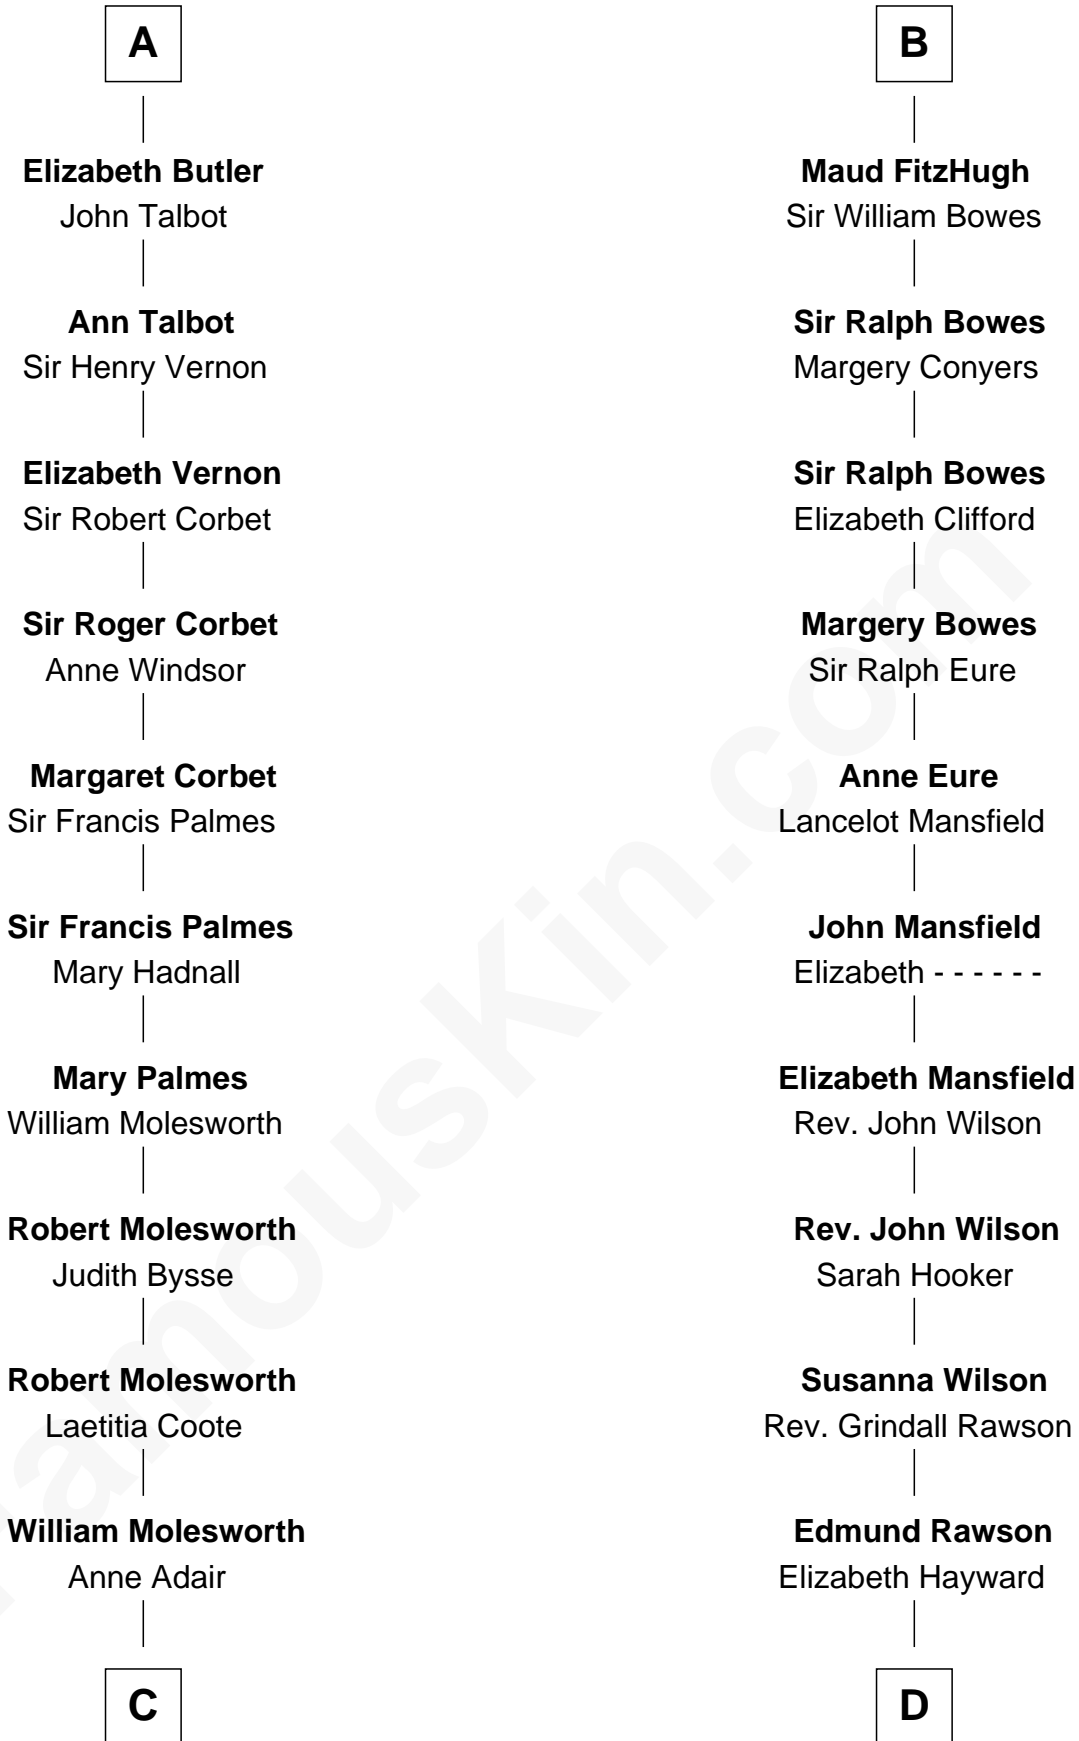 A
Elizabeth Butler
John Talbot
Ann Talbot
Sir Henry Vernon
Elizabeth Vernon
Sir Robert Corbet
Sir Roger Corbet
Anne Windsor
Margaret Corbet
Sir Francis Palmes
Sir Francis Palmes
Mary Hadnall
Mary Palmes
William Molesworth
Robert Molesworth
Judith Bysse
Robert Molesworth
Laetitia Coote
William Molesworth
Anne Adair
C
B
Maud FitzHugh
Sir William Bowes
Sir Ralph Bowes
Margery Conyers
Sir Ralph Bowes
Elizabeth Clifford
Margery Bowes
Sir Ralph Eure
Anne Eure
Lancelot Mansfield
John Mansfield
Elizabeth - - - - - -
Elizabeth Mansfield
Rev. John Wilson
Rev. John Wilson
Sarah Hooker
Susanna Wilson
Rev. Grindall Rawson
Edmund Rawson
Elizabeth Hayward
D
FamousKin.com